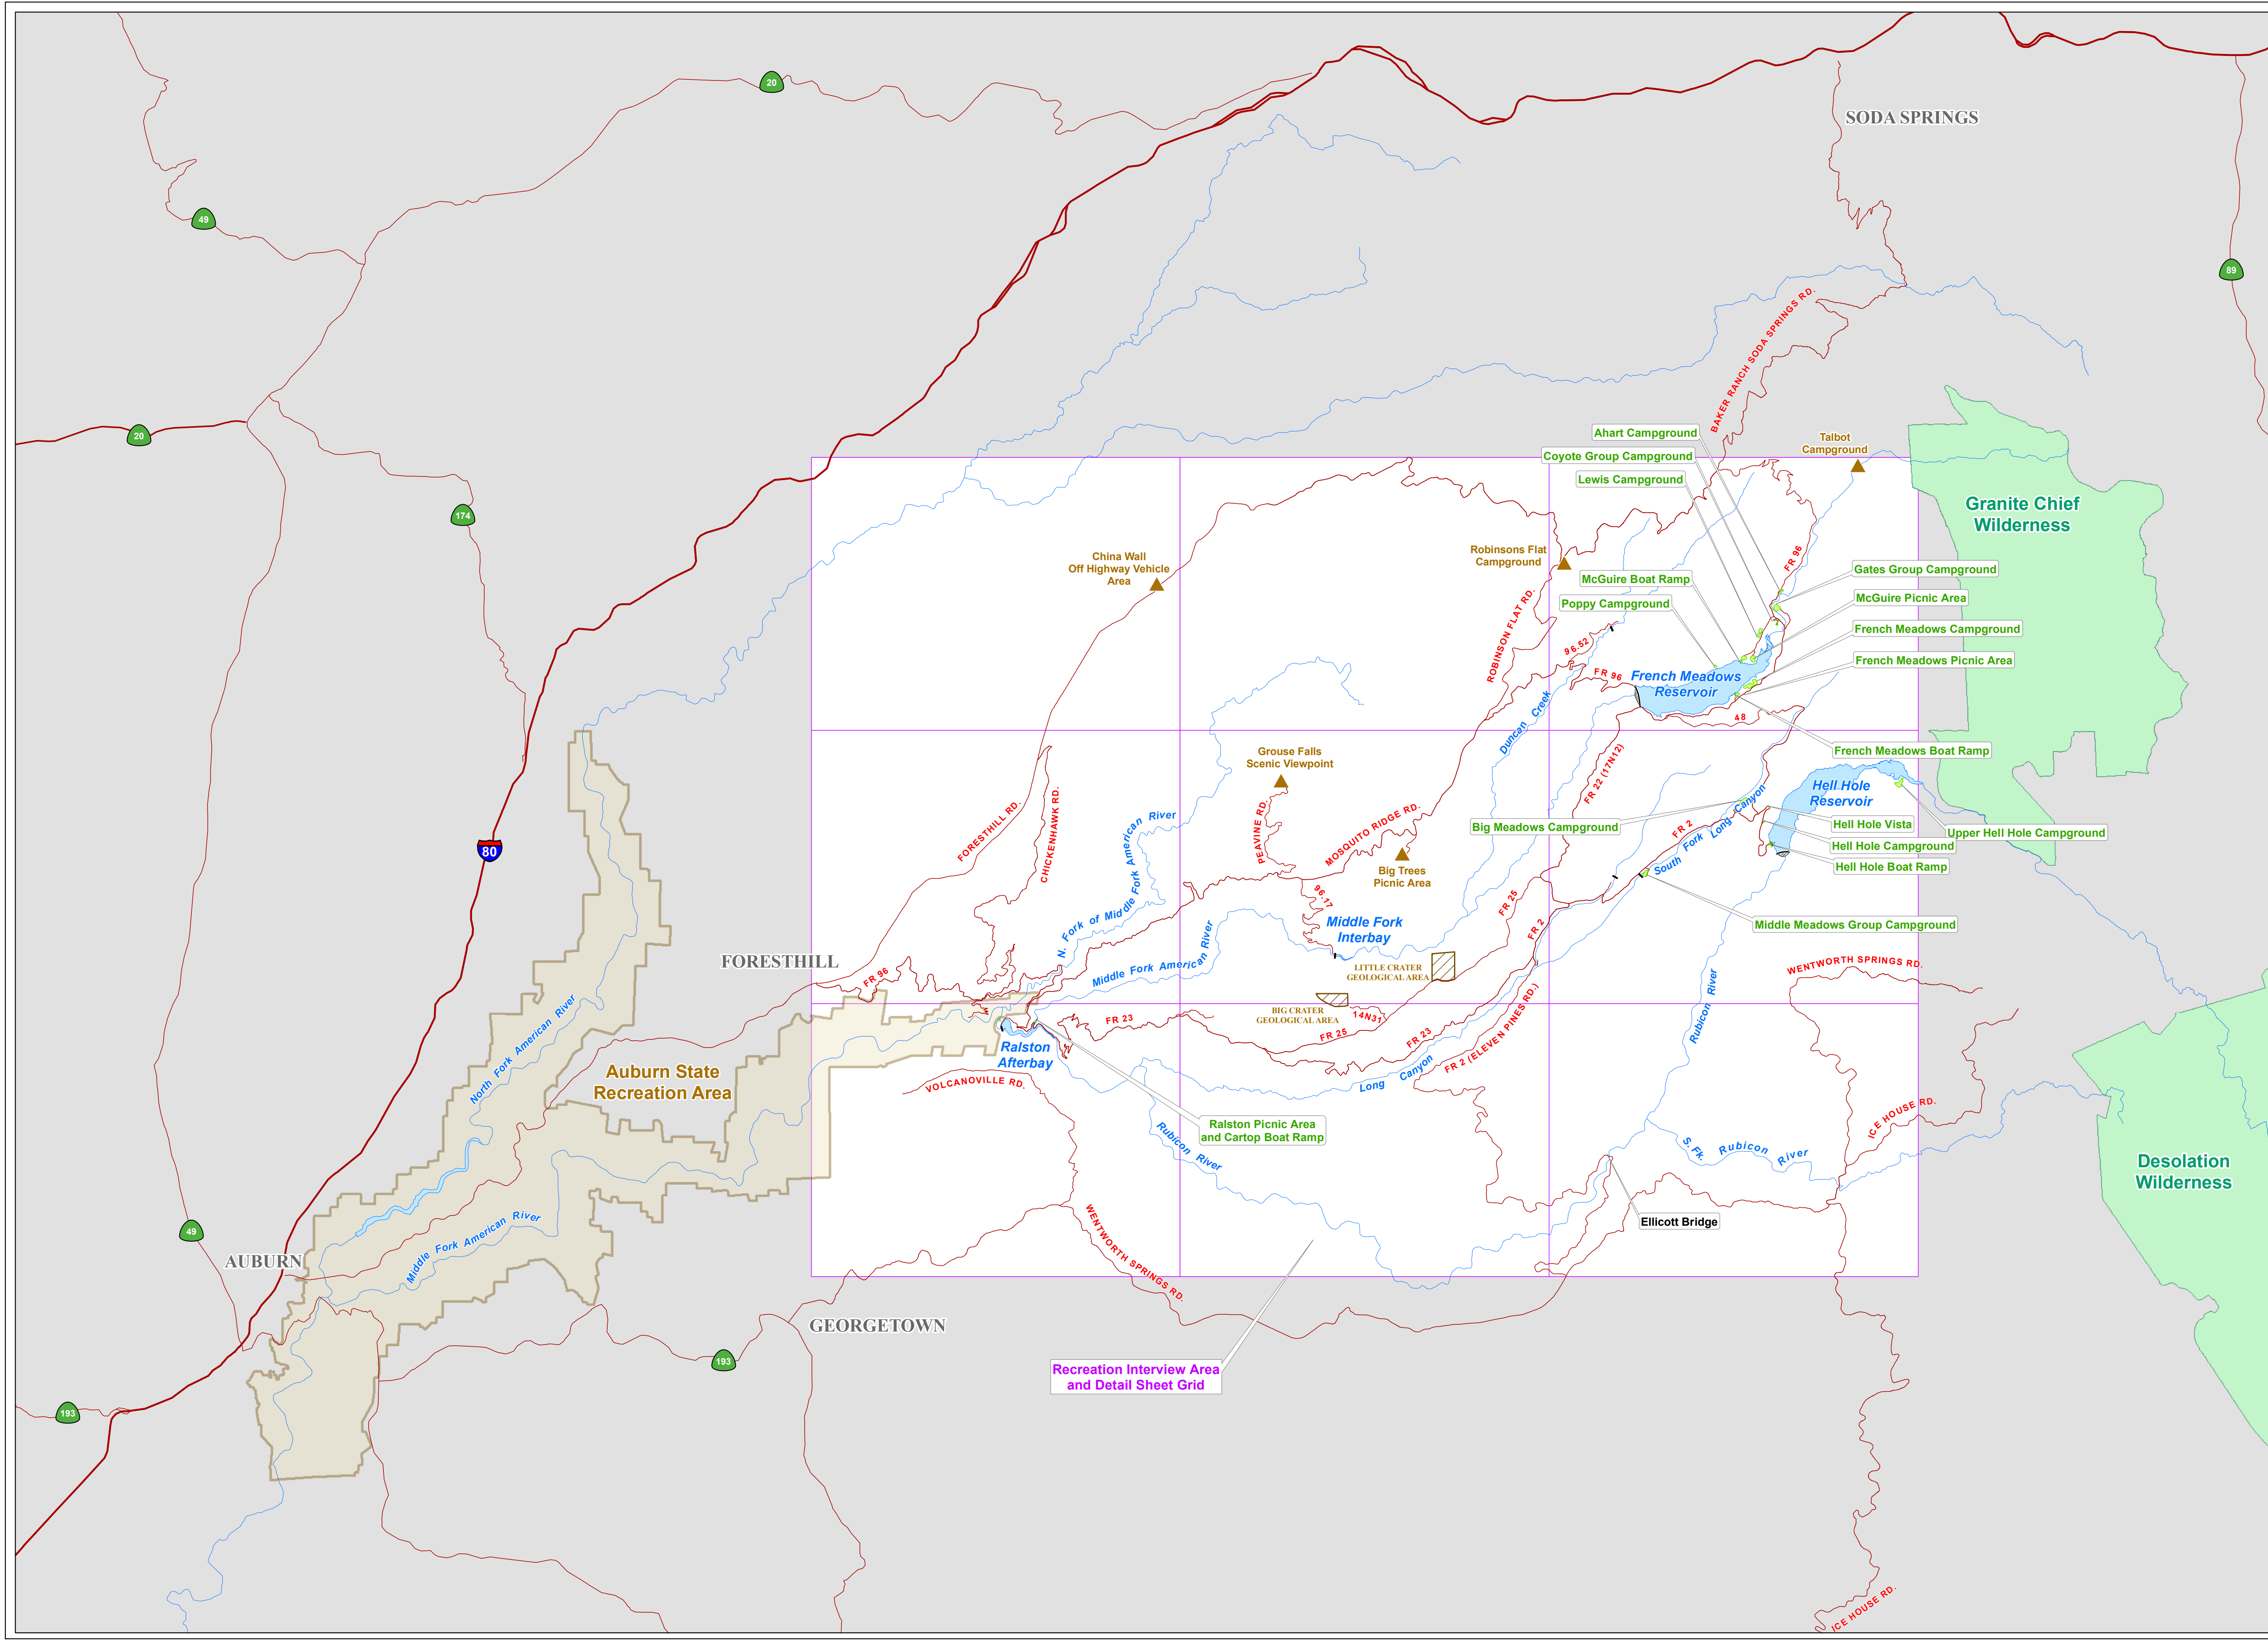 20
SODA SPRINGS
49
89
BAKER RANCH SODA SPRINGS RD.
20
Ahart Campground
Talbot
Campground
Coyote Group Campground
Lewis Campground
Granite Chief
Wilderness
174
China Wall
Off Highway Vehicle
Area
Robinsons Flat
Campground
FR 96
Gates Group Campground
McGuire Boat Ramp
McGuire Picnic Area
Poppy Campground
ROBINSON FLAT RD.
French Meadows Campground
96.52
French Meadows Picnic Area
FR 96
French Meadows
Reservoir
Duncan Creek
48
French Meadows Boat Ramp
Grouse Falls
Scenic Viewpoint
FR 22 (17N12)
Hell Hole
Reservoir
FORESTHILL RD.
CHICKENHAWK RD.
N. Fork of Middle Fork American River
PEAVINE RD.
MOSQUITO RIDGE RD.
Big Meadows Campground
FR 2
South Fork Long Canyon
Hell Hole Vista
Upper Hell Hole Campground
Hell Hole Campground
80
Big Trees
Picnic Area
Hell Hole Boat Ramp
96.17
FR 25
Middle Fork
Interbay
FR 2
Middle Meadows Group Campground
FORESTHILL
FR 96
Middle Fork American River
LITTLE CRATER
GEOLOGICAL AREA
WENTWORTH SPRINGS RD.
North Fork American River
BIG CRATER
GEOLOGICAL AREA
14N31
FR 23
FR 25
FR 23
FR 2 (ELEVEN PINES RD.)
Rubicon River
Ralston
Afterbay
Long Canyon
Auburn State
Recreation Area
VOLCANOVILLE RD.
ICE HOUSE RD.
Ralston Picnic Area
and Cartop Boat Ramp
Rubicon River
S. Fk. Rubicon River
Desolation
Wilderness
49
Middle Fork American River
WENTWORTH SPRINGS RD.
Ellicott Bridge
AUBURN
GEORGETOWN
193
Recreation Interview Area
and Detail Sheet Grid
193
ICE HOUSE RD.